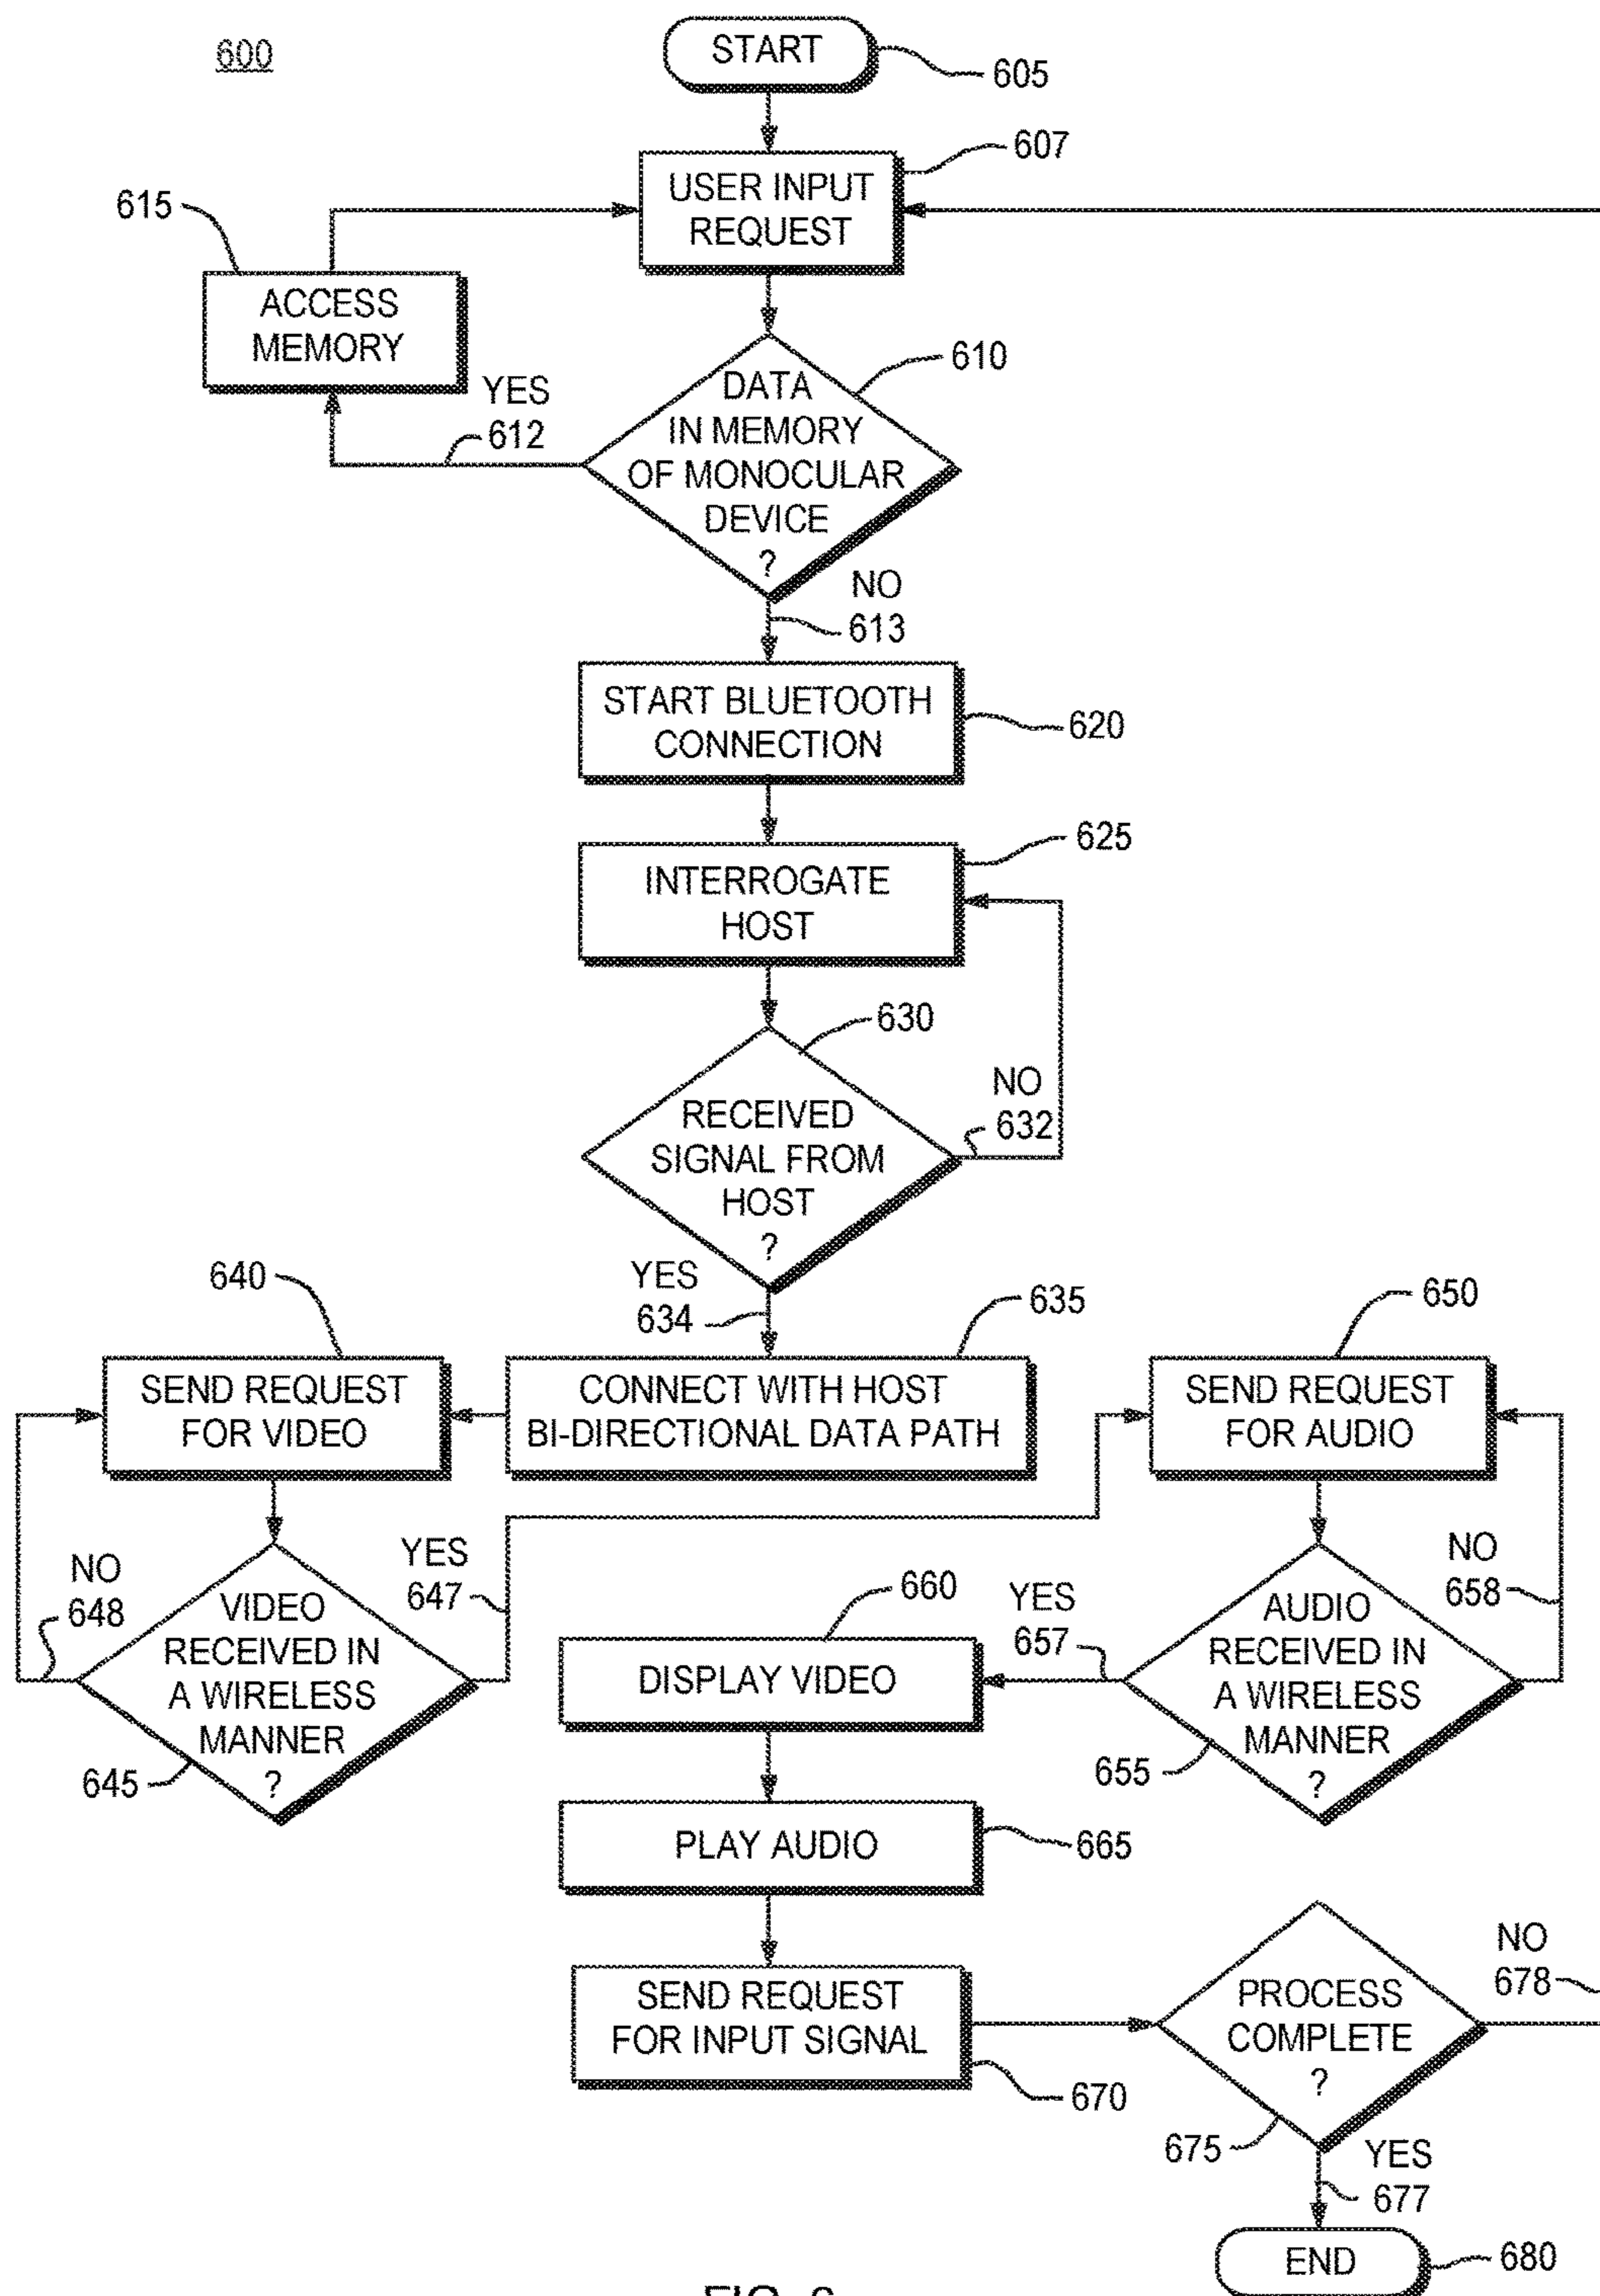 600
START
605
607
USER INPUT
REQUEST
615
ACCESS
MEMORY
610
YES
612
DATA
IN MEMORY
OF MONOCULAR
DEVICE
?
NO
613
START BLUETOOTH
CONNECTION
620
625
INTERROGATE
HOST
630
NO
632
RECEIVED
SIGNAL FROM
HOST
?
YES
634
640
635
650
SEND REQUEST
FOR VIDEO
CONNECT WITH HOST
BI-DIRECTIONAL DATA PATH
SEND REQUEST
FOR AUDIO
NO
648
YES
647
VIDEO
RECEIVED IN
A WIRELESS
MANNER
?
645
660
YES
657
NO
658
DISPLAY VIDEO
AUDIO
RECEIVED IN
A WIRELESS
MANNER
?
655
PLAY AUDIO
665
SEND REQUEST
FOR INPUT SIGNAL
670
NO
678
PROCESS
COMPLETE
?
675
YES
677
END
680